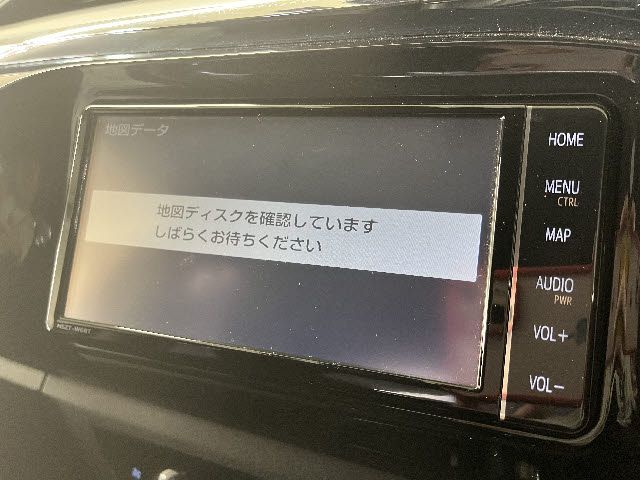 地図データ
地図ディスクを確認しています
しばらくお待ちください
NSZT-W68T
HOME
MENU
CTRL
MAP
AUDIO
PWR
VOL+
VOL−